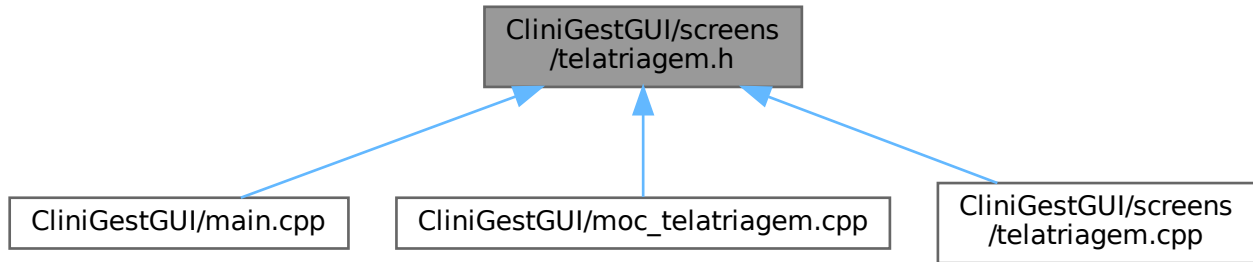 CliniGestGUI/screens
/telatriagem.h
CliniGestGUI/main.cpp
CliniGestGUI/moc_telatriagem.cpp
CliniGestGUI/screens
/telatriagem.cpp